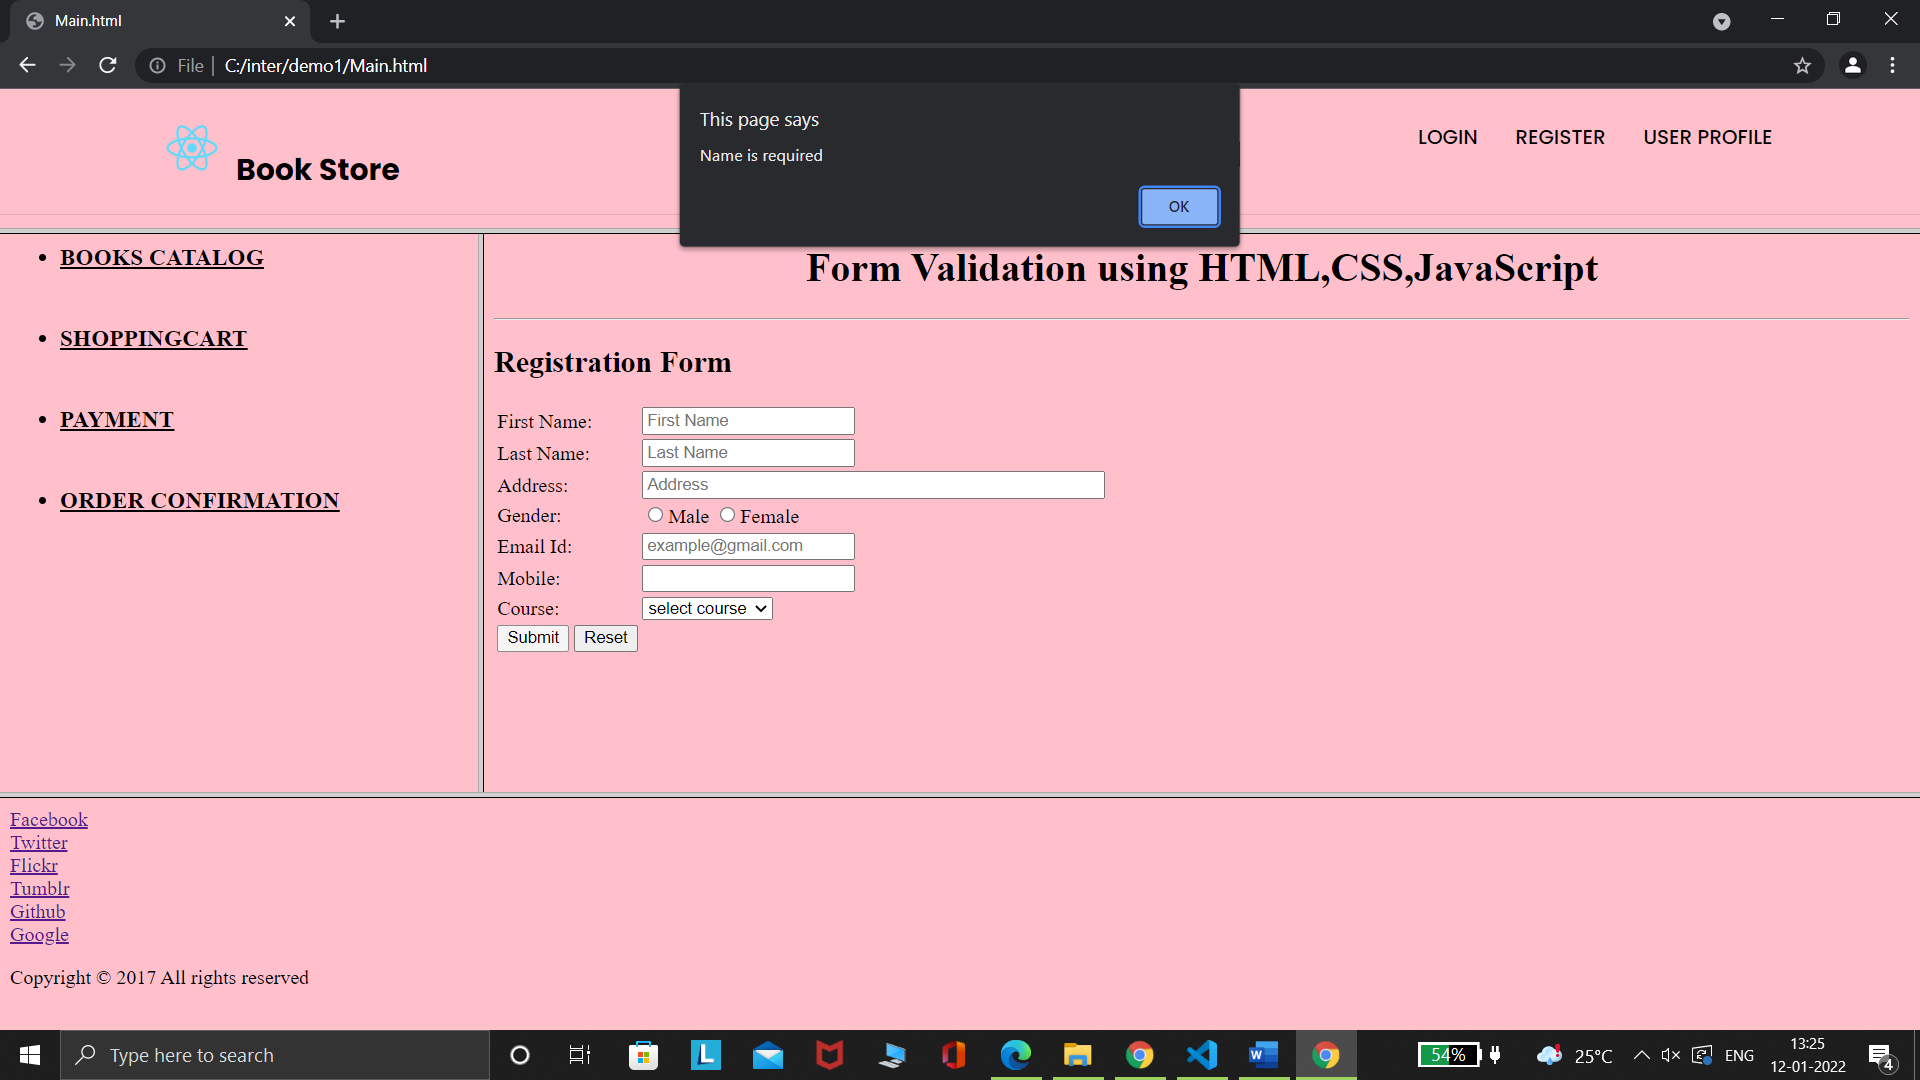 Main.html
File
C:/inter/demo1/Main.html
This page says
Name is required
OK
Book Store
LOGIN REGISTER USER PROFILE
BOOKS CATALOG
SHOPPINGCART
PAYMENT
ORDER CONFIRMATION
Form Validation using HTML,CSS,JavaScript
Registration Form
First Name: First Name
Last Name: Last Name
Address: Address
Gender: Male Female
Email Id: example@gmail.com
Mobile:
Course: select course
Submit Reset
Facebook
Twitter
Flickr
Tumblr
Github
Google
Copyright © 2017 All rights reserved
Type here to search
L
W
54%
25°C
ENG
13:25
12-01-2022
4